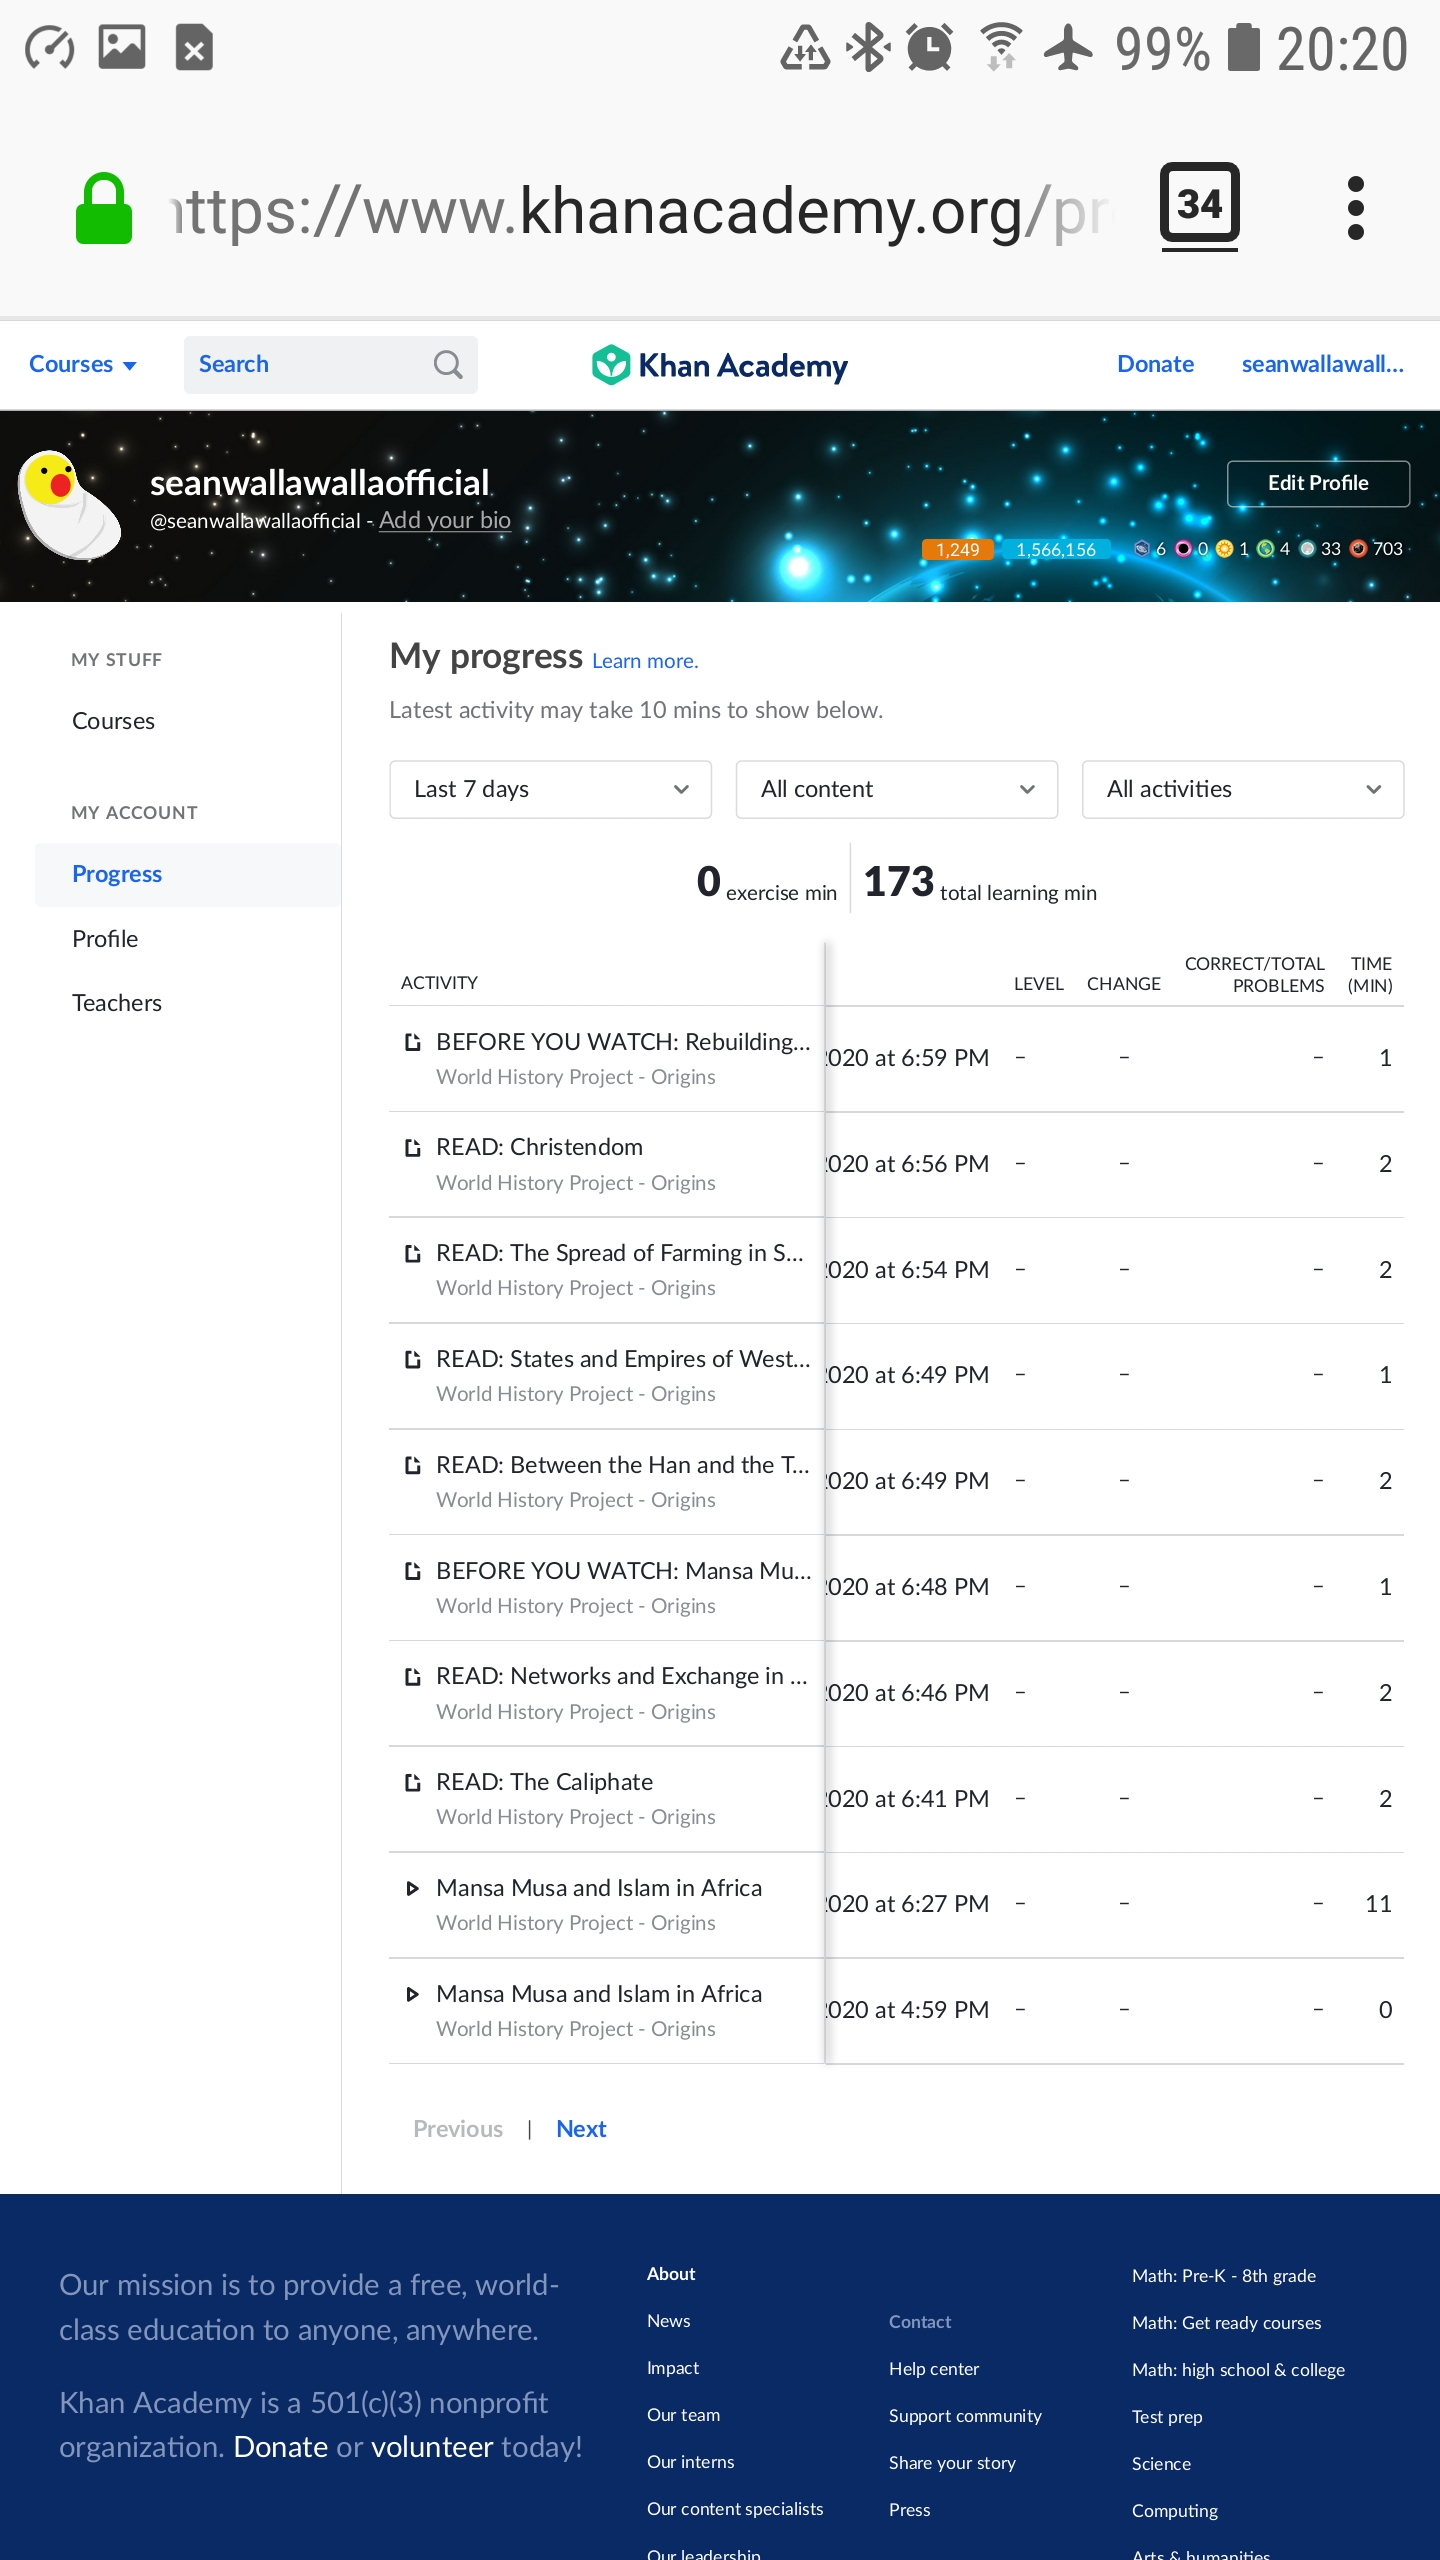 99% 20:20
https://www.khanacademy.org/pr
34
Courses
Search
Khan Academy
Donate
seanwallawall...
seanwallawallaofficial
@seanwallawallaofficial - Add your bio
Edit Profile
1,249 1,566,156 6 0 1 4 33 703
MY STUFF
Courses
MY ACCOUNT
Progress
Profile
Teachers
My progress Learn more.
Latest activity may take 10 mins to show below.
Last 7 days
All content
All activities
0 exercise min
173 total learning min
ACTIVITY LEVEL CHANGE CORRECT/TOTAL PROBLEMS TIME (MIN)
BEFORE YOU WATCH: Rebuilding...
World History Project - Origins
2020 at 6:59 PM – – – 1
READ: Christendom
World History Project - Origins
2020 at 6:56 PM – – – 2
READ: The Spread of Farming in S...
World History Project - Origins
2020 at 6:54 PM – – – 2
READ: States and Empires of West...
World History Project - Origins
2020 at 6:49 PM – – – 1
READ: Between the Han and the T...
World History Project - Origins
2020 at 6:49 PM – – – 2
BEFORE YOU WATCH: Mansa Mu...
World History Project - Origins
2020 at 6:48 PM – – – 1
READ: Networks and Exchange in ...
World History Project - Origins
2020 at 6:46 PM – – – 2
READ: The Caliphate
World History Project - Origins
2020 at 6:41 PM – – – 2
Mansa Musa and Islam in Africa
World History Project - Origins
2020 at 6:27 PM – – – 11
Mansa Musa and Islam in Africa
World History Project - Origins
2020 at 4:59 PM – – – 0
Previous | Next
Our mission is to provide a free, world-
class education to anyone, anywhere.
Khan Academy is a 501(c)(3) nonprofit
organization. Donate or volunteer today!
About
News
Impact
Our team
Our interns
Our content specialists
Our leadership
Contact
Help center
Support community
Share your story
Press
Math: Pre-K - 8th grade
Math: Get ready courses
Math: high school & college
Test prep
Science
Computing
Arts & humanities